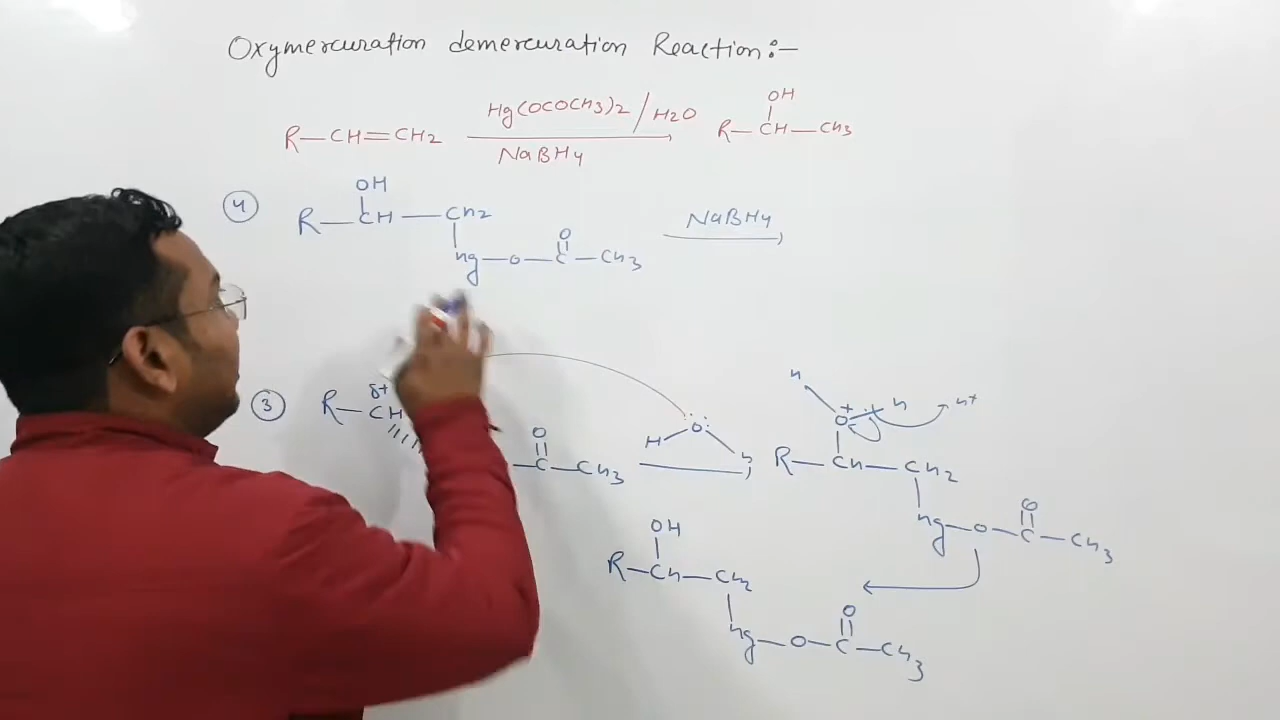 Oxymercuration demercuration Reaction:-
Hg(OCOCH3)2/H2O
R-CH=CH2
NaBH4
OH
R-CH-CH3
4
OH
R-CH-CH2
Hg-O-C-CH3
O
NaBH4
3
R-CH
δ+
O
C-CH3
H
O
H
H
O
+
H
H+
R-CH-CH2
Hg-O-C-CH3
O
OH
R-CH-CH2
Hg-O-C-CH3
O